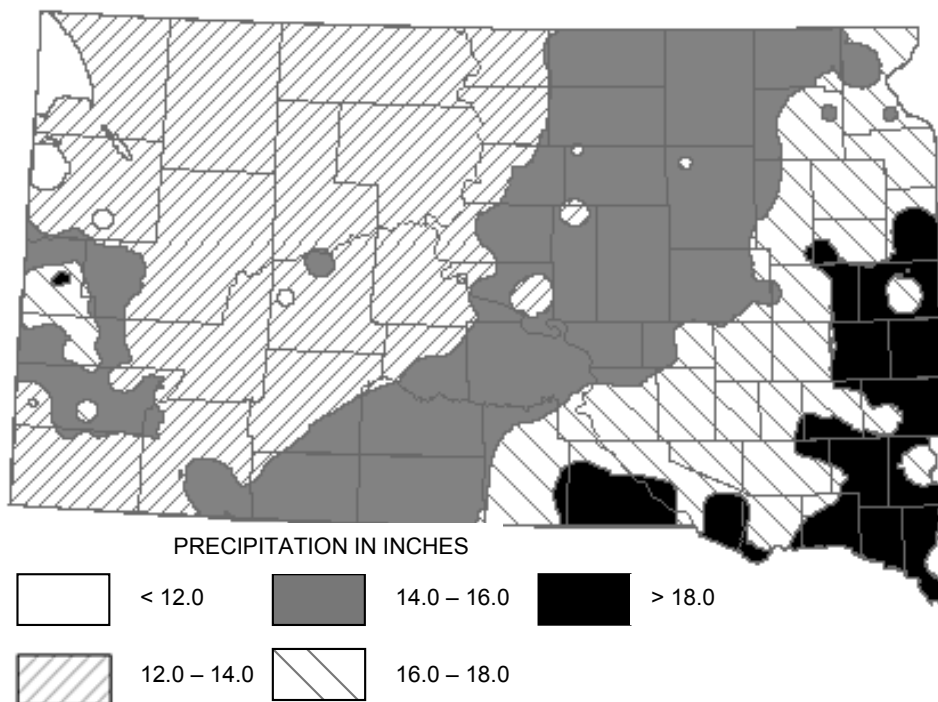 PRECIPITATION IN INCHES
< 12.0
14.0 – 16.0
> 18.0
12.0 – 14.0
16.0 – 18.0